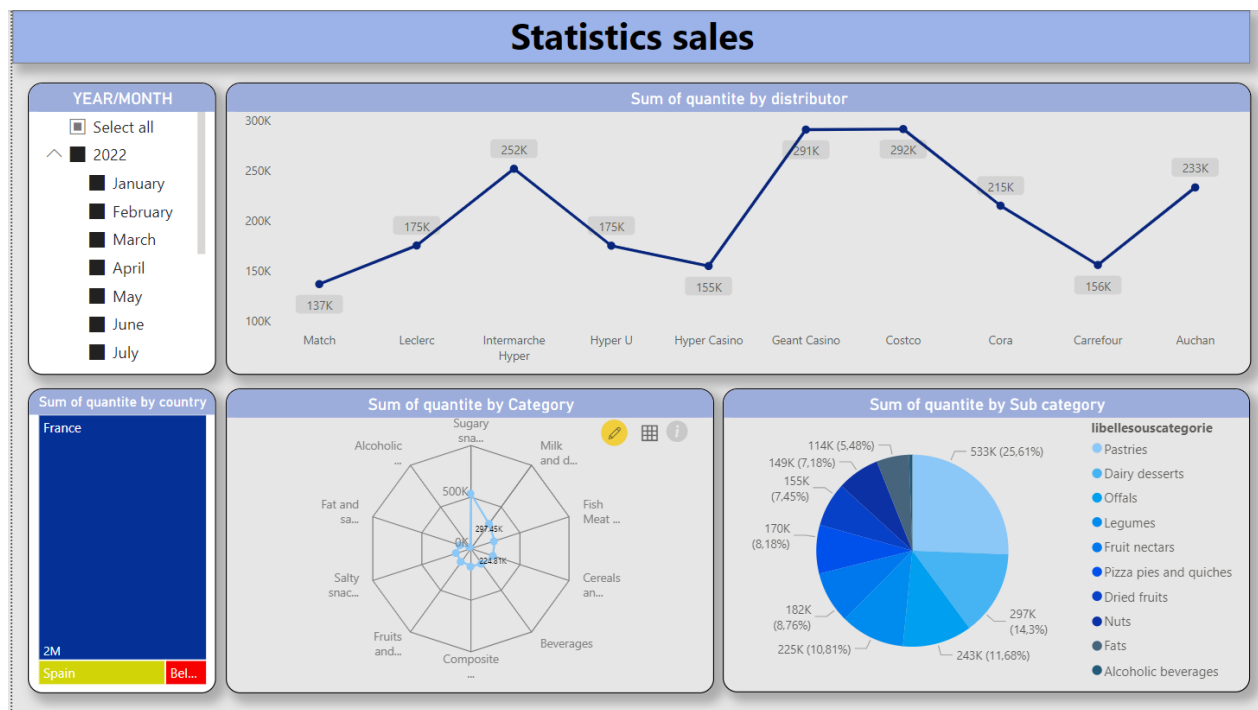 Statistics sales
YEAR/MONTH
Select all
2022
January
February
March
April
May
June
July
Sum of quantite by distributor
300K
250K
200K
150K
100K
137K
175K
252K
175K
155K
291K
292K
215K
156K
233K
Match
Leclerc
Intermarche
Hyper
Hyper U
Hyper Casino
Geant Casino
Costco
Cora
Carrefour
Auchan
Sum of quantite by country
France
2M
Spain
Bel...
Sum of quantite by Category
Sugary
sna...
Milk
and d...
Fish
Meat ...
Cereals
an...
Beverages
Composite
...
Fruits
and...
Salty
snac...
Fat and
sa...
Alcoholic
...
500K
0K
297.45K
224.81K
Sum of quantite by Sub category
533K (25,61%)
297K
(14,3%)
243K (11,68%)
225K (10,81%)
182K
(8,76%)
170K
(8,18%)
155K
(7,45%)
149K (7,18%)
114K (5,48%)
libellesouscategorie
Pastries
Dairy desserts
Offals
Legumes
Fruit nectars
Pizza pies and quiches
Dried fruits
Nuts
Fats
Alcoholic beverages